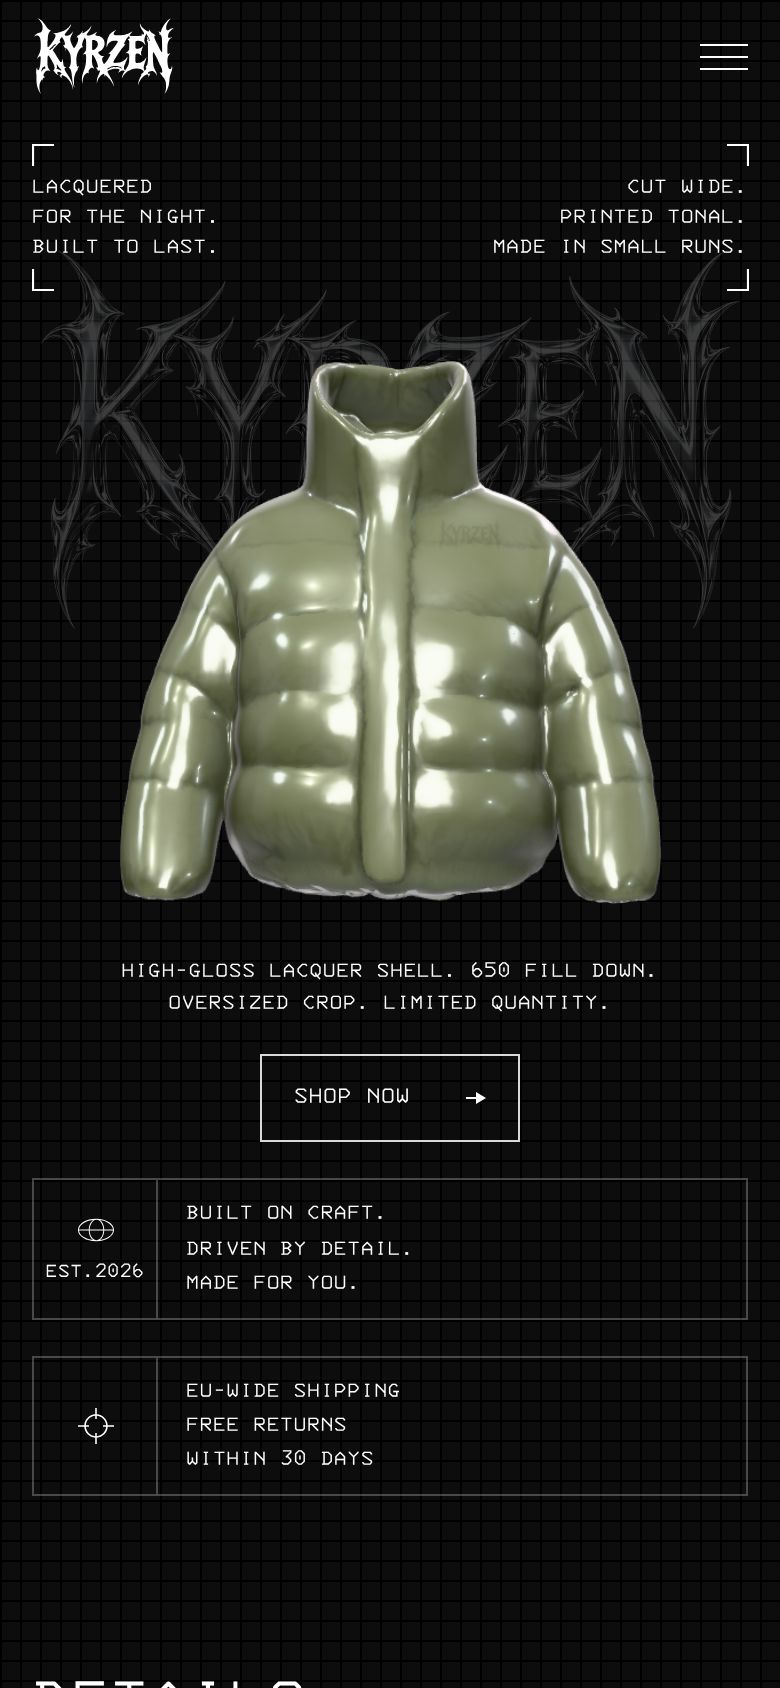 KYRZEN
LACQUERED
FOR THE NIGHT.
BUILT TO LAST.
CUT WIDE.
PRINTED TONAL.
MADE IN SMALL RUNS.
KYRZEN
KYRZEN
HIGH-GLOSS LACQUER SHELL. 650 FILL DOWN.
OVERSIZED CROP. LIMITED QUANTITY.
SHOP NOW
EST.2026
BUILT ON CRAFT.
DRIVEN BY DETAIL.
MADE FOR YOU.
EU-WIDE SHIPPING
FREE RETURNS
WITHIN 30 DAYS